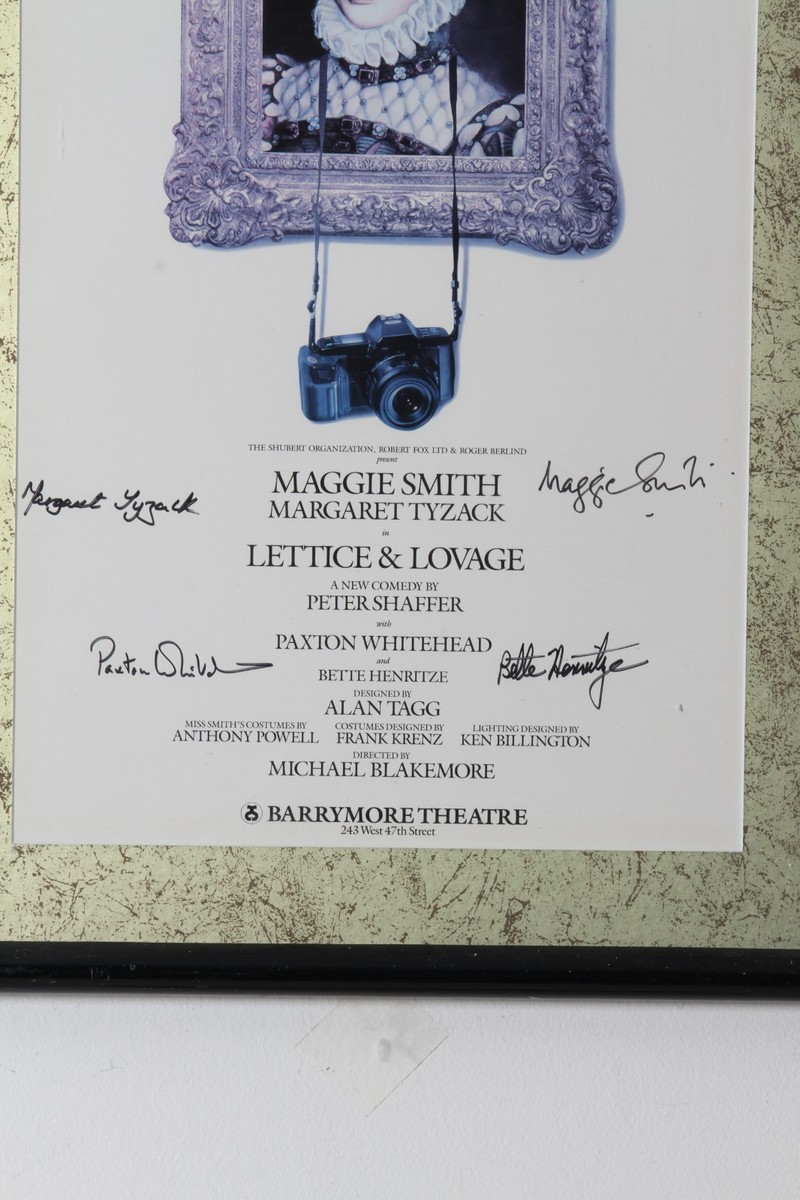 THE SHUBERT ORGANIZATION, ROBERT FOX LTD & ROGER BERLIND
present
MAGGIE SMITH
Maggie Smith
MARGARET TYZACK
Margaret Tyzack
in
LETTICE & LOVAGE
A NEW COMEDY BY
PETER SHAFFER
with
PAXTON WHITEHEAD
Paxton Whitehead
and
BETTE HENRITZE
Bette Henritze
DESIGNED BY
ALAN TAGG
MISS SMITH'S COSTUMES BY
ANTHONY POWELL
COSTUMES DESIGNED BY
FRANK KRENZ
LIGHTING DESIGNED BY
KEN BILLINGTON
DIRECTED BY
MICHAEL BLAKEMORE
BARRYMORE THEATRE
243 West 47th Street